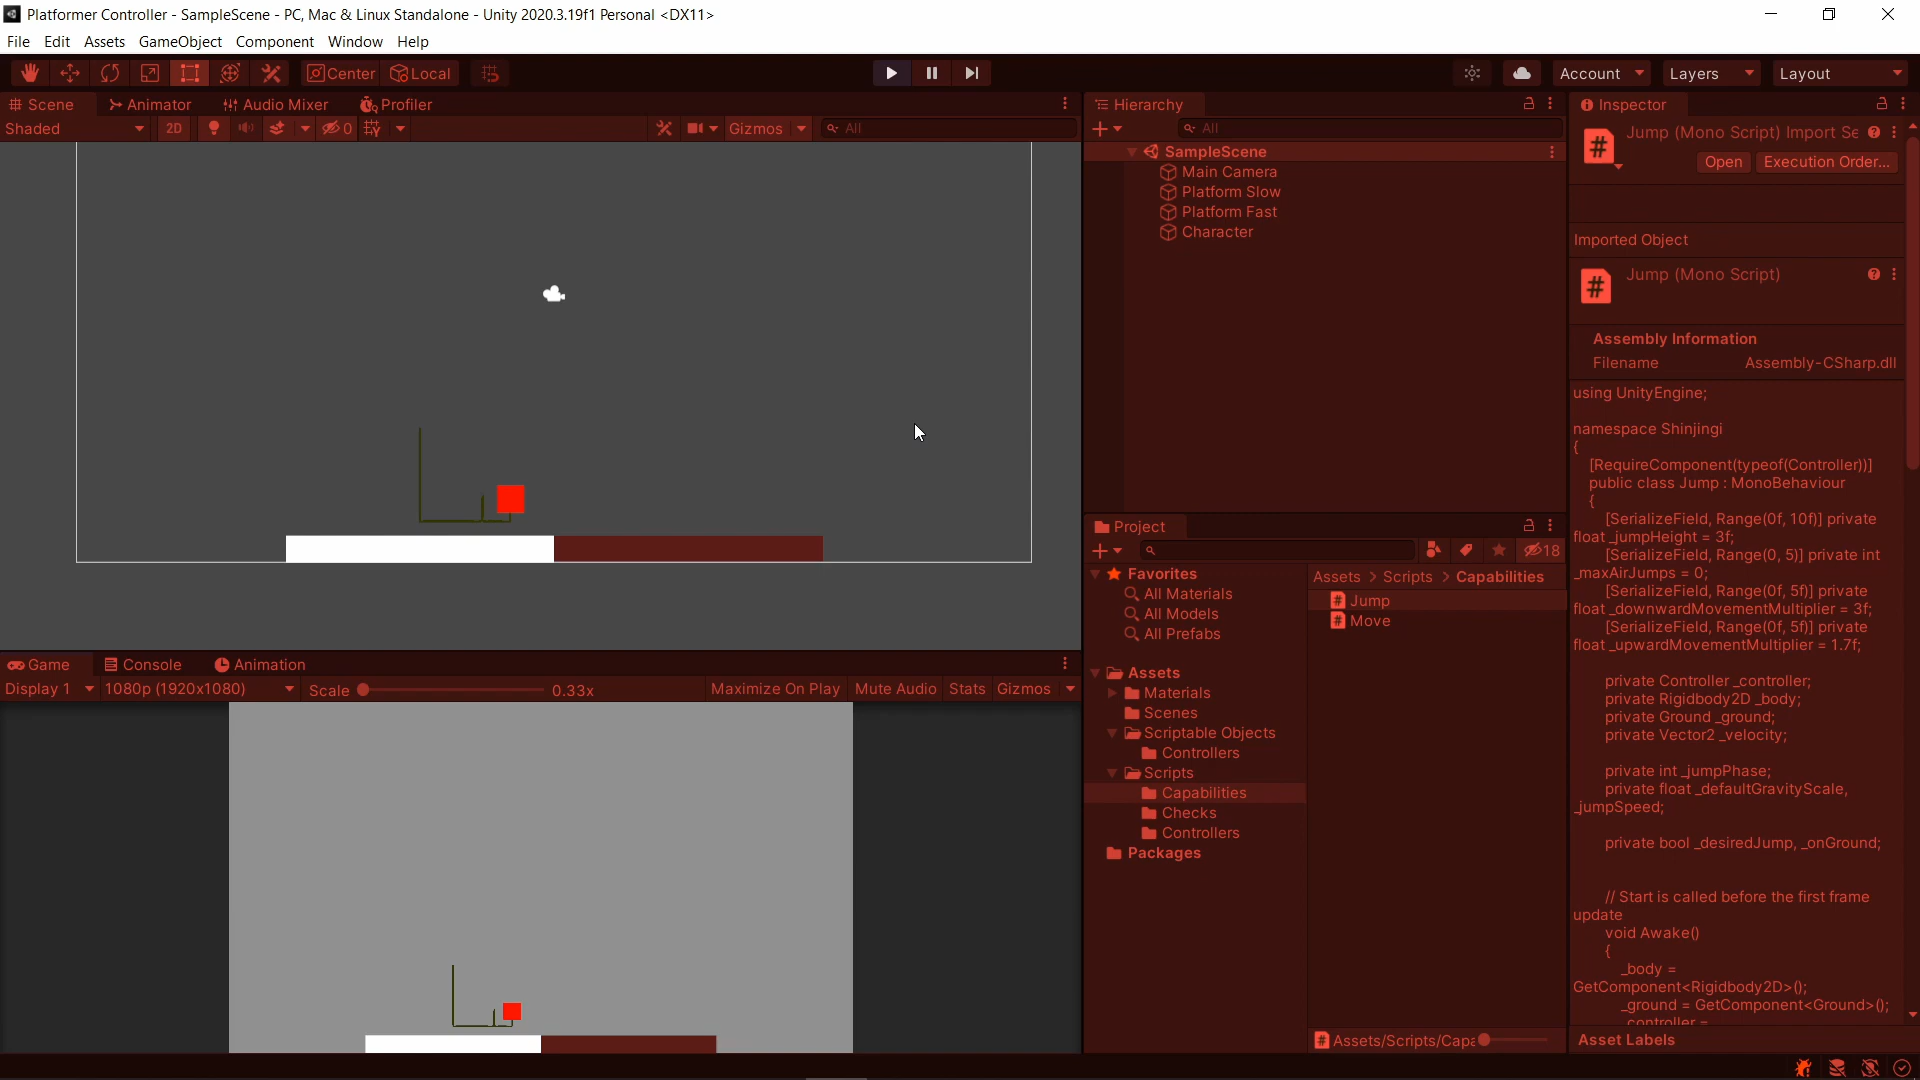 Platformer Controller - SampleScene - PC, Mac & Linux Standalone - Unity 2020.3.19f1 Personal <DX11>
File Edit Assets GameObject Component Window Help
Center Local
Account Layers Layout
Scene Animator Audio Mixer Profiler
Shaded 2D 0 Gizmos All
Hierarchy
All
SampleScene
Main Camera
Platform Slow
Platform Fast
Character
Inspector
Jump (Mono Script) Import Se
Open Execution Order...
Imported Object
Jump (Mono Script)
Assembly Information
Filename Assembly-CSharp.dll
using UnityEngine;
namespace Shinjingi
{
[RequireComponent(typeof(Controller))]
public class Jump : MonoBehaviour
{
[SerializeField, Range(0f, 10f)] private
float _jumpHeight = 3f;
[SerializeField, Range(0, 5)] private int
_maxAirJumps = 0;
[SerializeField, Range(0f, 5f)] private
float _downwardMovementMultiplier = 3f;
[SerializeField, Range(0f, 5f)] private
float _upwardMovementMultiplier = 1.7f;
private Controller _controller;
private Rigidbody2D _body;
private Ground _ground;
private Vector2 _velocity;
private int _jumpPhase;
private float _defaultGravityScale,
_jumpSpeed;
private bool _desiredJump, _onGround;
// Start is called before the first frame
update
void Awake()
{
_body =
GetComponent<Rigidbody2D>();
_ground = GetComponent<Ground>();
_controller =
Asset Labels
Project
18
Favorites
All Materials
All Models
All Prefabs
Assets
Materials
Scenes
Scriptable Objects
Controllers
Scripts
Capabilities
Checks
Controllers
Packages
Assets > Scripts > Capabilities
Jump
Move
Assets/Scripts/Capa
Game Console Animation
Display 1 1080p (1920x1080) Scale 0.33x Maximize On Play Mute Audio Stats Gizmos